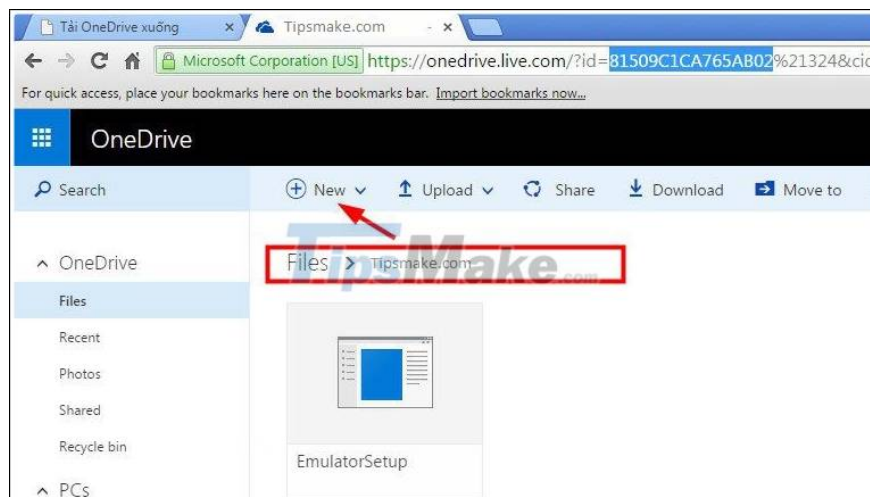 Tải OneDrive xuống × Tipsmake.com - ×
Microsoft Corporation [US] https://onedrive.live.com/?id=81509C1CA765AB02%21324&cid
For quick access, place your bookmarks here on the bookmarks bar. Import bookmarks now...
OneDrive
Search New Upload Share Download Move to
TipsMake.com
OneDrive Files > Tipsmake.com
Files
Recent
Photos
Shared
Recycle bin
EmulatorSetup
PCs